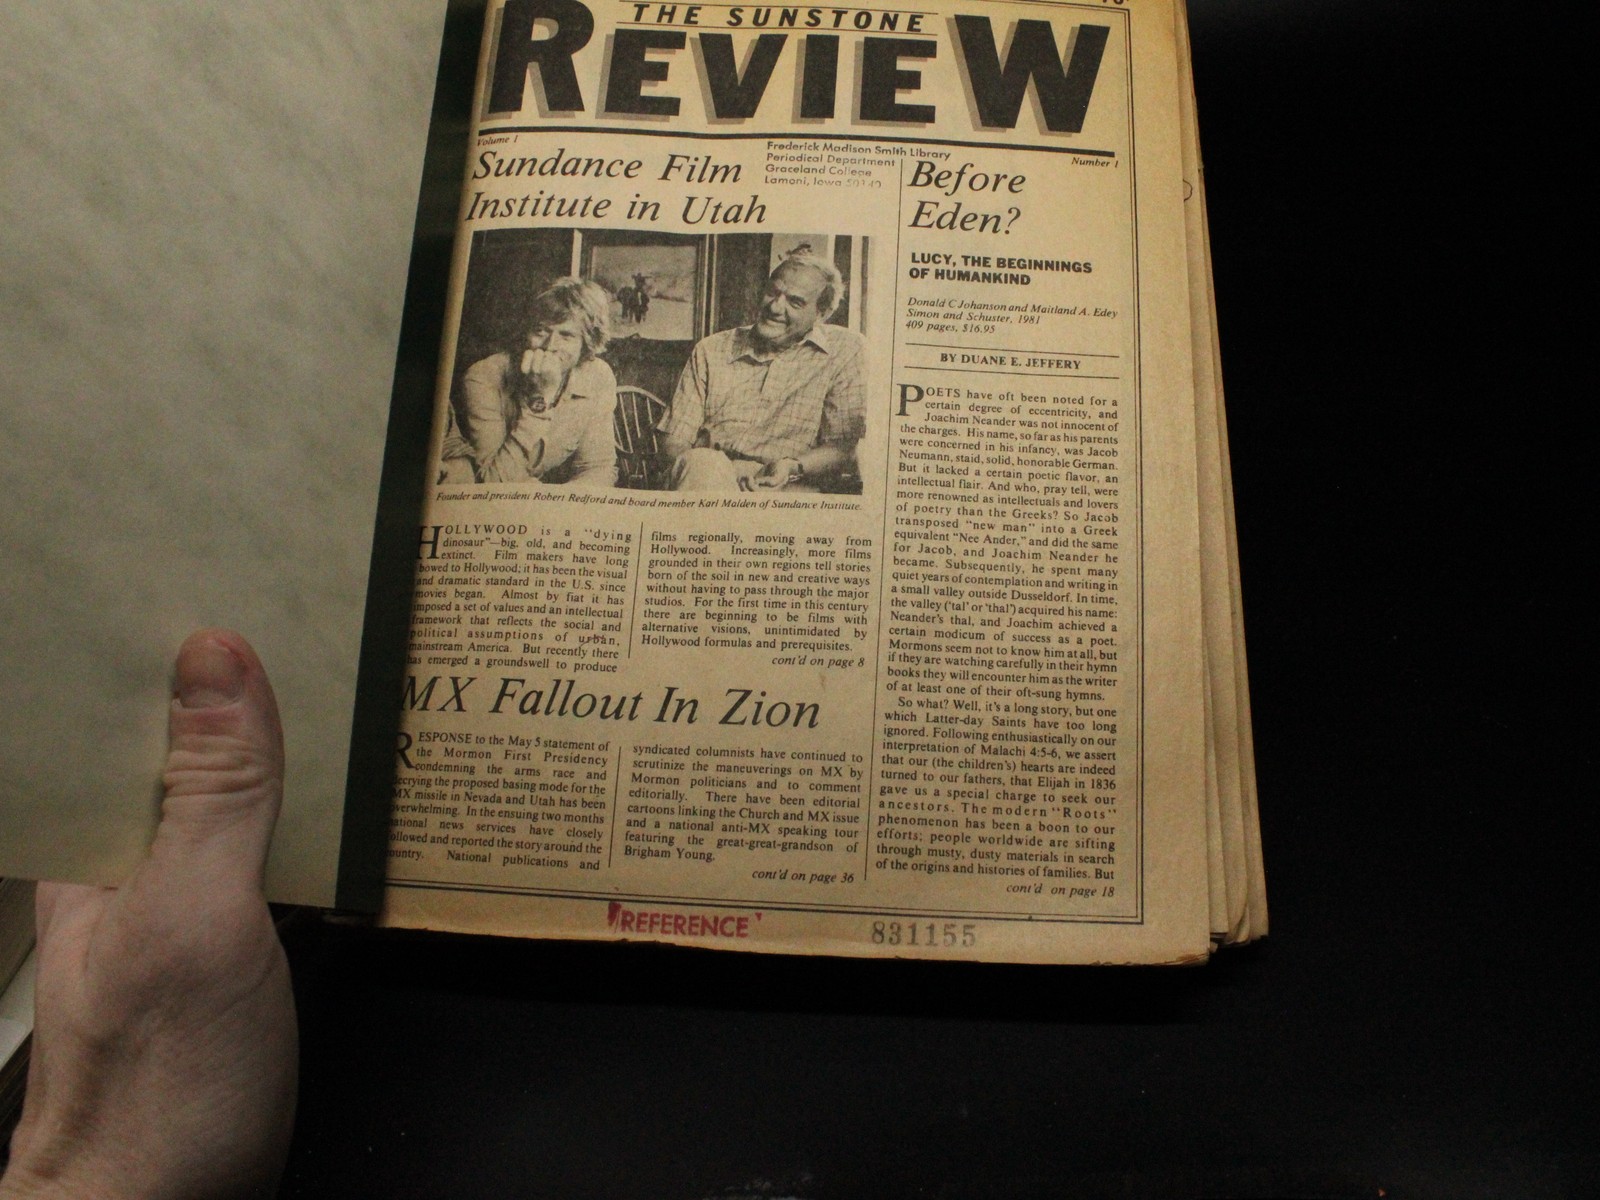 THE SUNSTONE
REVIEW
Volume 1
Number 1
Frederick Madison Smith Library
Periodical Department
Graceland College
Lamoni, Iowa 50140
Sundance Film
Institute in Utah
Founder and president Robert Redford and board member Karl Malden of Sundance Institute.
HOLLYWOOD is a "dying
dinosaur"—big, old, and becoming
extinct. Film makers have long
bowed to Hollywood; it has been the visual
and dramatic standard in the U.S. since
movies began. Almost by fiat it has
imposed a set of values and an intellectual
framework that reflects the social and
political assumptions of urban,
mainstream America. But recently there
has emerged a groundswell to produce
films regionally, moving away from
Hollywood. Increasingly, more films
grounded in their own regions tell stories
born of the soil in new and creative ways
without having to pass through the major
studios. For the first time in this century
there are beginning to be films with
alternative visions, unintimidated by
Hollywood formulas and prerequisites.
cont'd on page 8
MX Fallout In Zion
RESPONSE to the May 5 statement of
the Mormon First Presidency
condemning the arms race and
decrying the proposed basing mode for the
MX missile in Nevada and Utah has been
overwhelming. In the ensuing two months
national news services have closely
followed and reported the story around the
country. National publications and
syndicated columnists have continued to
scrutinize the maneuverings on MX by
Mormon politicians and to comment
editorially. There have been editorial
cartoons linking the Church and MX issue
and a national anti-MX speaking tour
featuring the great-great-grandson of
Brigham Young.
cont'd on page 36
Before
Eden?
LUCY, THE BEGINNINGS
OF HUMANKIND
Donald C Johanson and Maitland A. Edey
Simon and Schuster, 1981
409 pages, $16.95
BY DUANE E. JEFFERY
POETS have oft been noted for a
certain degree of eccentricity, and
Joachim Neander was not innocent of
the charges. His name, so far as his parents
were concerned in his infancy, was Jacob
Neumann, staid, solid, honorable German.
But it lacked a certain poetic flavor, an
intellectual flair. And who, pray tell, were
more renowned as intellectuals and lovers
of poetry than the Greeks? So Jacob
transposed "new man" into a Greek
equivalent "Nee Ander," and did the same
for Jacob, and Joachim Neander he
became. Subsequently, he spent many
quiet years of contemplation and writing in
a small valley outside Dusseldorf. In time,
the valley ('tal' or 'thal') acquired his name:
Neander's thal, and Joachim achieved a
certain modicum of success as a poet.
Mormons seem not to know him at all, but
if they are watching carefully in their hymn
books they will encounter him as the writer
of at least one of their oft-sung hymns.
So what? Well, it's a long story, but one
which Latter-day Saints have too long
ignored. Following enthusiastically on our
interpretation of Malachi 4:5-6, we assert
that our (the children's) hearts are indeed
turned to our fathers, that Elijah in 1836
gave us a special charge to seek our
ancestors. The modern "Roots"
phenomenon has been a boon to our
efforts; people worldwide are sifting
through musty, dusty materials in search
of the origins and histories of families. But
cont'd on page 18
REFERENCE
831155